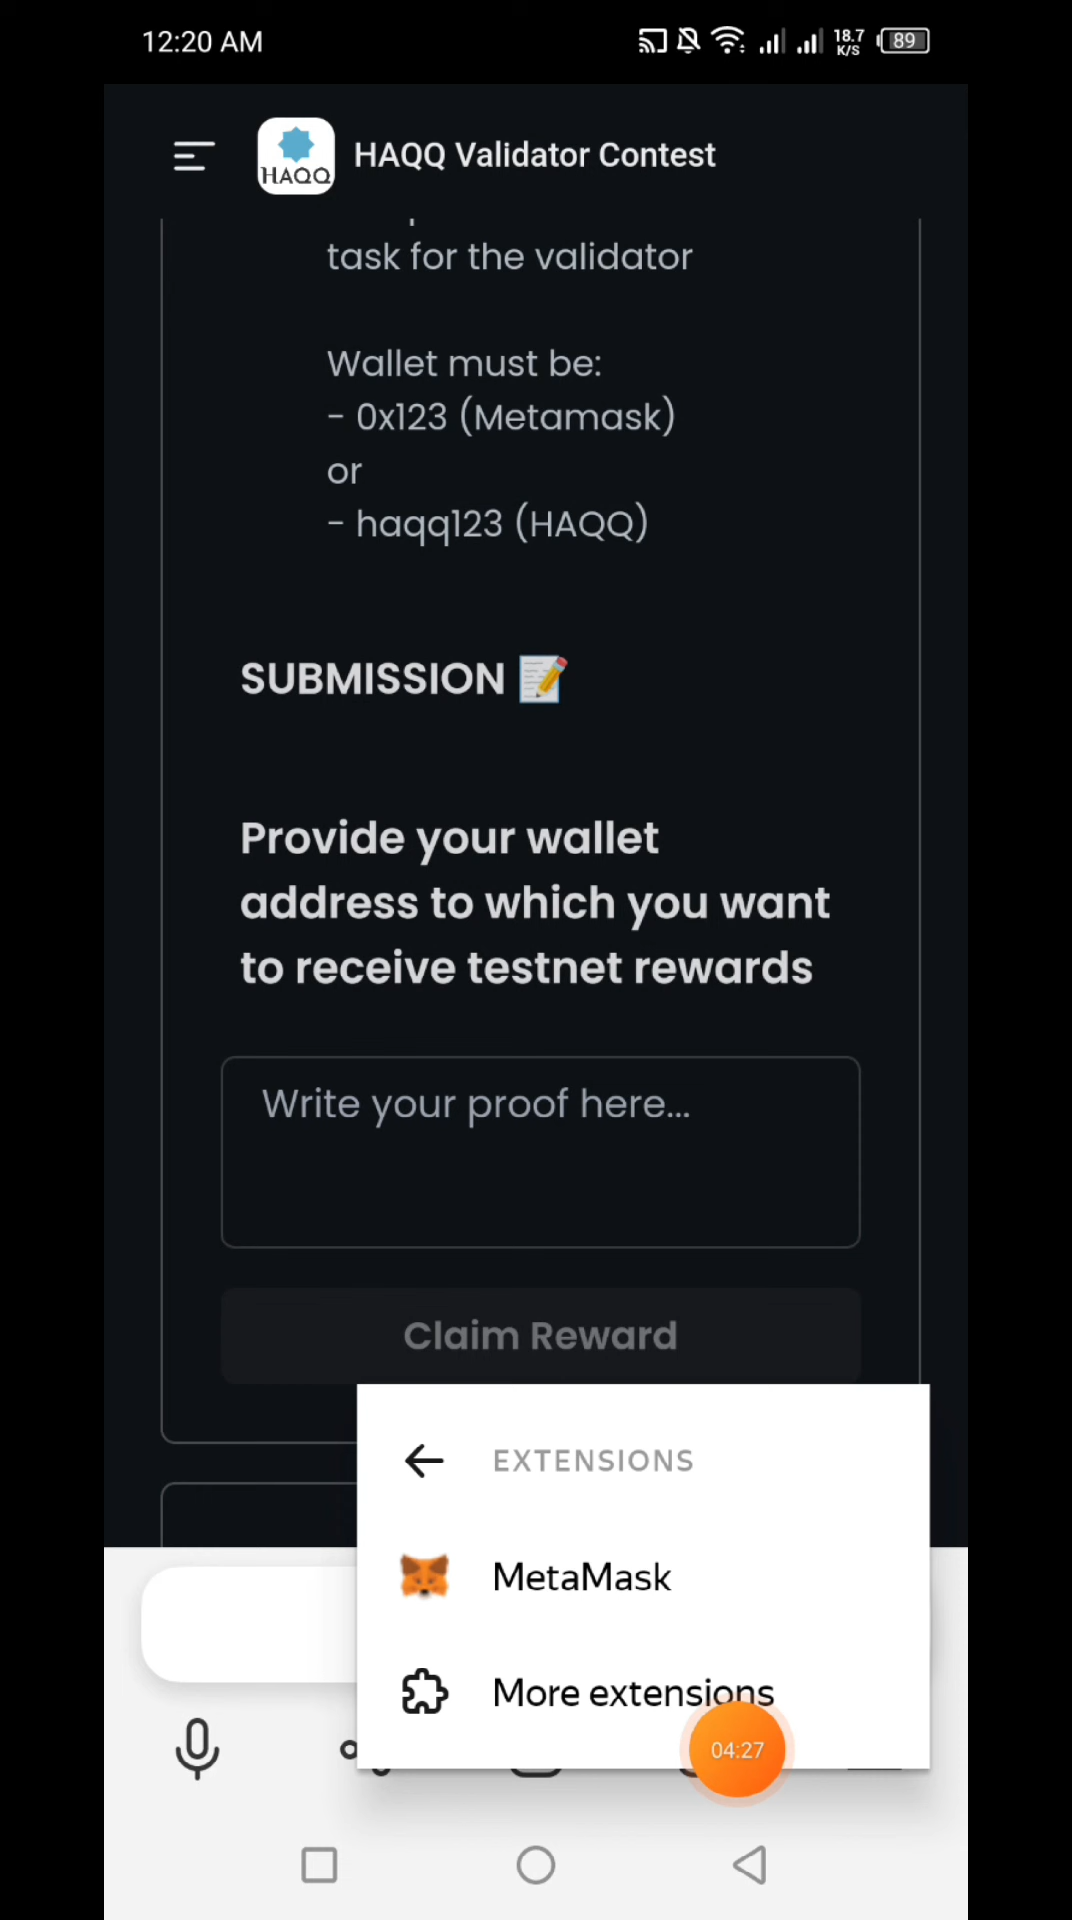 12:20 AM
18.7
K/S
89
HAQQ
HAQQ Validator Contest
task for the validator
Wallet must be:
- 0x123 (Metamask)
or
- haqq123 (HAQQ)
SUBMISSION
Provide your wallet
address to which you want
to receive testnet rewards
Write your proof here...
Claim Reward
EXTENSIONS
MetaMask
More extensions
04:27